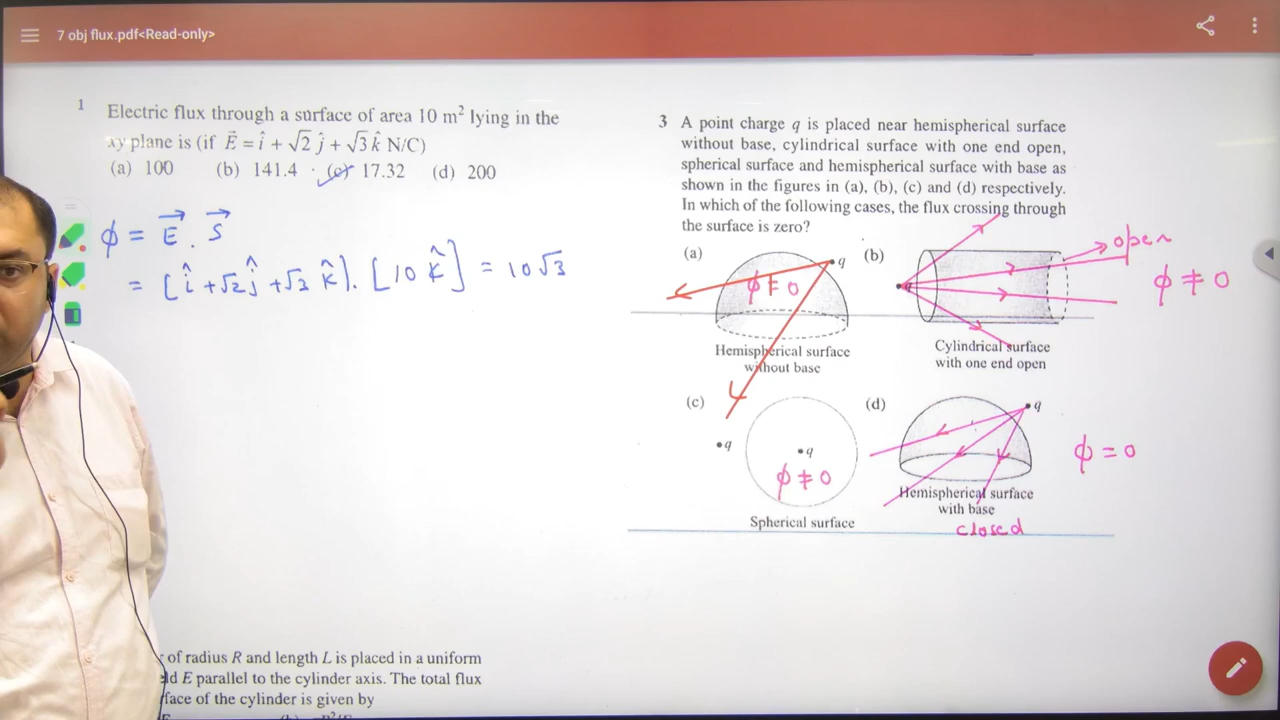 7 obj flux.pdf<Read-only>
1 Electric flux through a surface of area 10 m² lying in the
xy plane is (if E⃗ = î + √2 ĵ + √3 k̂ N/C)
(a) 100 (b) 141.4 (c) 17.32 (d) 200
ϕ = E⃗ . S⃗
= [î + √2 ĵ + √3 k̂] . [10 k̂] = 10√3
of radius R and length L is placed in a uniform
ld E parallel to the cylinder axis. The total flux
face of the cylinder is given by
3 A point charge q is placed near hemispherical surface
without base, cylindrical surface with one end open,
spherical surface and hemispherical surface with base as
shown in the figures in (a), (b), (c) and (d) respectively.
In which of the following cases, the flux crossing through
the surface is zero?
(a) q ϕ ≠ 0
Hemispherical surface
without base
(b) q open ϕ ≠ 0
Cylindrical surface
with one end open
(c) q q ϕ ≠ 0
Spherical surface
(d) q ϕ = 0
Hemispherical surface
with base
closed